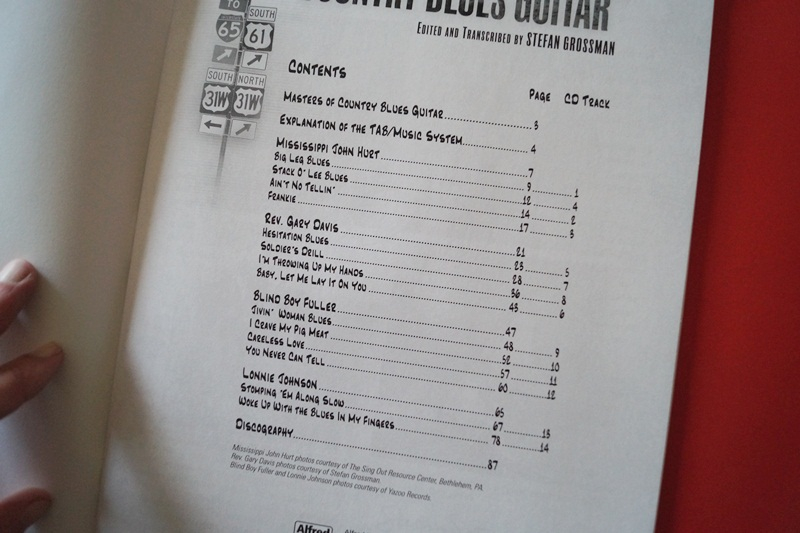 COUNTRY BLUES GUITAR
EDITED AND TRANSCRIBED BY STEFAN GROSSMAN
TO
SOUTH
65 61
SOUTH NORTH
31W 31W
CONTENTS
PAGE CD TRACK
MASTERS OF COUNTRY BLUES GUITAR 3
EXPLANATION OF THE TAB/MUSIC SYSTEM 4
MISSISSIPPI JOHN HURT 7
BIG LEG BLUES 9 1
STACK O' LEE BLUES 12 4
AIN'T NO TELLIN' 14 2
FRANKIE 17 3
REV. GARY DAVIS 21
HESITATION BLUES 23 5
SOLDIER'S DRILL 28 7
I'M THROWING UP MY HANDS 36 8
BABY, LET ME LAY IT ON YOU 43 6
BLIND BOY FULLER 47
JIVIN' WOMAN BLUES 48 9
I CRAVE MY PIG MEAT 52 10
CARELESS LOVE 57 11
YOU NEVER CAN TELL 60 12
LONNIE JOHNSON 65
STOMPING 'EM ALONG SLOW 67 13
WOKE UP WITH THE BLUES IN MY FINGERS 78 14
DISCOGRAPHY 87
Mississippi John Hurt photos courtesy of The Sing Out Resource Center, Bethlehem, PA
Rev. Gary Davis photos courtesy of Stefan Grossman.
Blind Boy Fuller and Lonnie Johnson photos courtesy of Yazoo Records.
Alfred